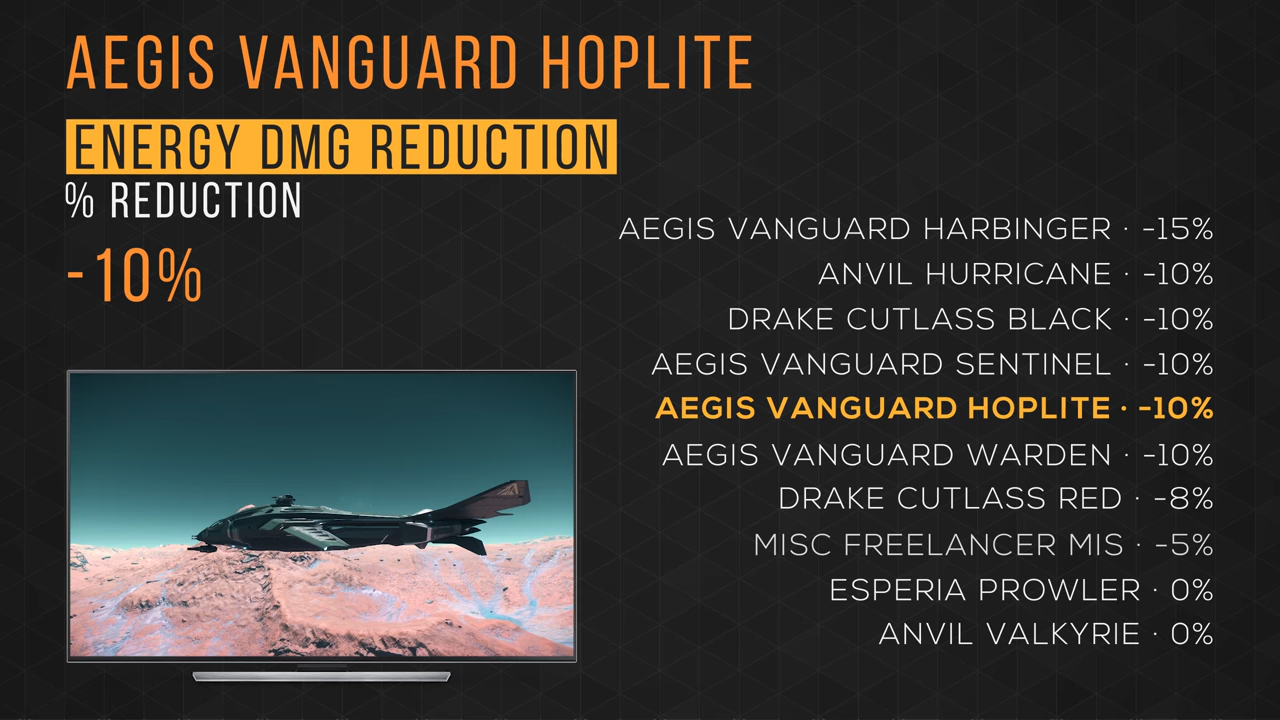 AEGIS VANGUARD HOPLITE
ENERGY DMG REDUCTION
% REDUCTION
-10%
AEGIS VANGUARD HARBINGER · -15%
ANVIL HURRICANE · -10%
DRAKE CUTLASS BLACK · -10%
AEGIS VANGUARD SENTINEL · -10%
AEGIS VANGUARD HOPLITE · -10%
AEGIS VANGUARD WARDEN · -10%
DRAKE CUTLASS RED · -8%
MISC FREELANCER MIS · -5%
ESPERIA PROWLER · 0%
ANVIL VALKYRIE · 0%